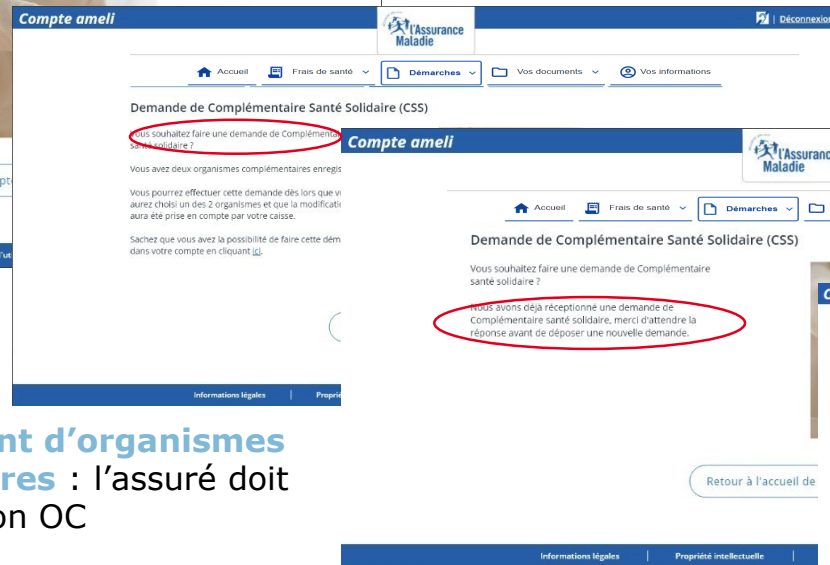 Compte ameli
l'Assurance
Maladie
Déconnexion
Accueil Frais de santé Démarches Vos documents Vos informations
Demande de Complémentaire Santé Solidaire (CSS)
Vous souhaitez faire une demande de
santé solidaire ?
Vous avez deux organismes complémentaires
Vous pourrez effectuer cette demande dès lors que
aurez choisi un des 2 organismes et que la
aura été prise en compte par votre caisse.
Sachez que vous avez la possibilité de faire cette
dans votre compte en cliquant ici.
Informations légales
Compte ameli
Maladie
Accueil Frais de santé Démarches
Demande de Complémentaire Santé Solidaire (CSS)
Vous souhaitez faire une demande de Complémentaire
santé solidaire ?
Nous avons déjà réceptionné une demande de
Complémentaire santé solidaire, merci d'attendre la
réponse avant de déposer une nouvelle demande.
Retour à l'accueil de
Informations légales Propriété intellectuelle
nt d’organismes
res : l’assuré doit
on OC